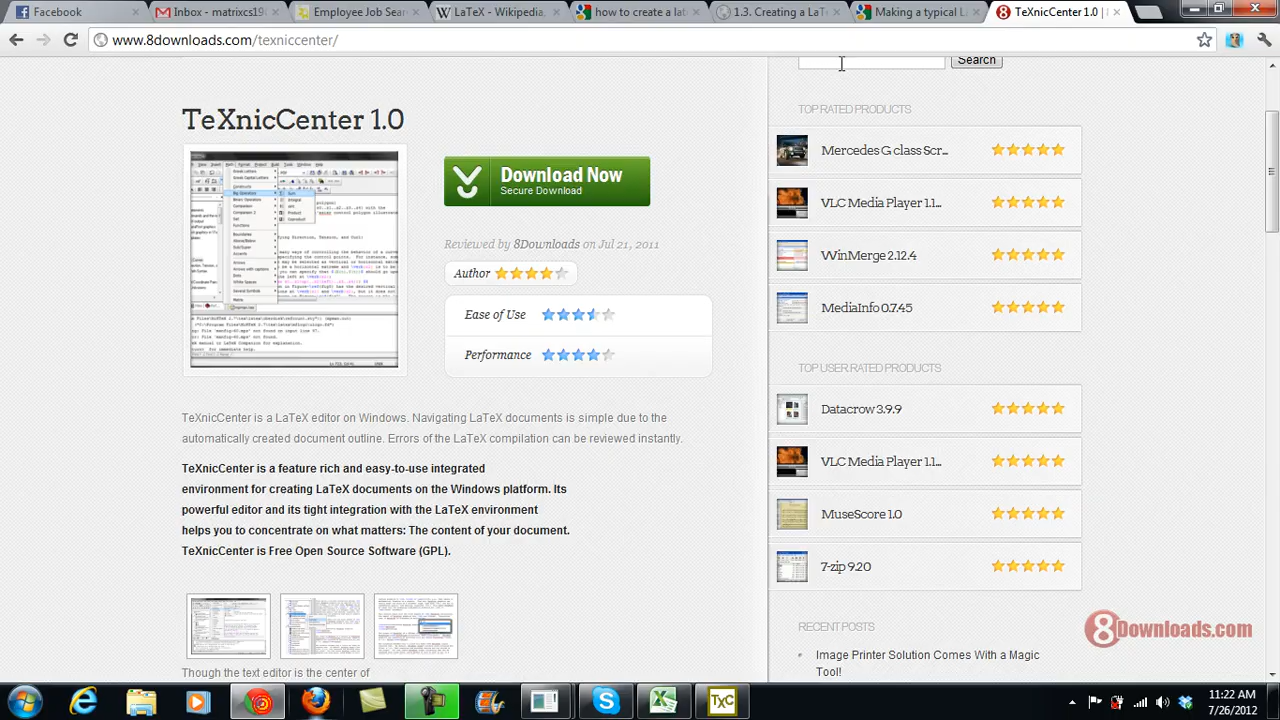 Facebook
Inbox - matrixcs19
Employee Job Sea
LaTeX - Wikipedia,
how to create a lat
1.3. Creating a LaT
Making a typical L
TeXnicCenter 1.0 |
www.8downloads.com/texniccenter/
Search
TeXnicCenter 1.0
Download Now
Secure Download
Reviewed by 8Downloads on Jul 21, 2011
Author
Ease of Use
Performance
TeXnicCenter is a LaTeX editor on Windows. Navigating LaTeX documents is simple due to the
automatically created document outline. Errors of the LaTeX compilation can be reviewed instantly.
TeXnicCenter is a feature rich and easy-to-use integrated
environment for creating LaTeX documents on the Windows platform. Its
powerful editor and its tight integration with the LaTeX environment
helps you to concentrate on what matters: The content of your document.
TeXnicCenter is Free Open Source Software (GPL).
Though the text editor is the center of
TOP RATED PRODUCTS
Mercedes G-class Scr...
VLC Media Player
WinMerge 2.12.4
MediaInfo 0.7.4
TOP USER RATED PRODUCTS
Datacrow 3.9.9
VLC Media Player 1.1...
MuseScore 1.0
7-zip 9.20
8Downloads.com
Image Printer Solution Comes With a Magic
Tool!
TXC
11:22 AM
7/26/2012